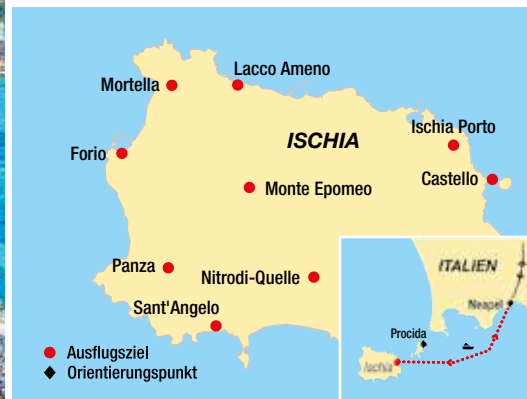 Lacco Ameno
Mortella
Ischia Porto
ISCHIA
Forio
Castello
Monte Epomeo
Panza
Nitrodi-Quelle
Sant'Angelo
Ausflugsziel
Orientierungspunkt
ITALIEN
Neapel
Procida
Ischia